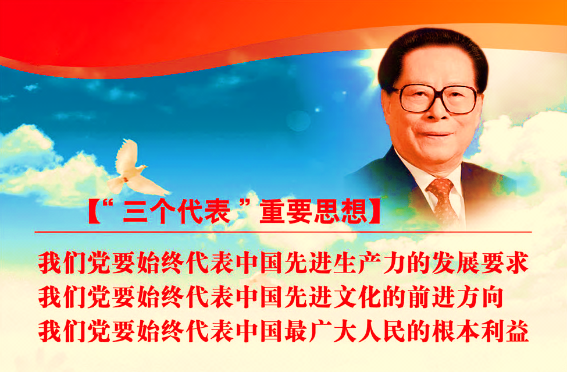 【“三个代表”重要思想】
我们党要始终代表中国先进生产力的发展要求
我们党要始终代表中国先进文化的前进方向
我们党要始终代表中国最广大人民的根本利益